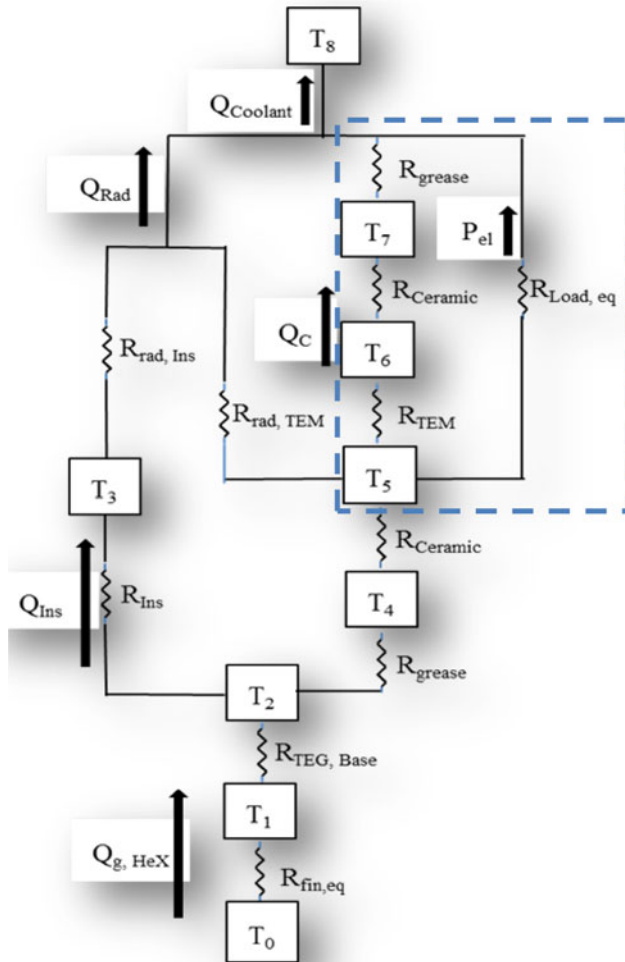 T8
QCoolant
Rgrease
QRad
T7
Pel
RCeramic
RLoad, eq
QC
T6
Rrad, Ins
Rrad, TEM
RTEM
T3
T5
RCeramic
QIns
RIns
T4
Rgrease
T2
RTEG, Base
T1
Qg, HeX
Rfin,eq
T0